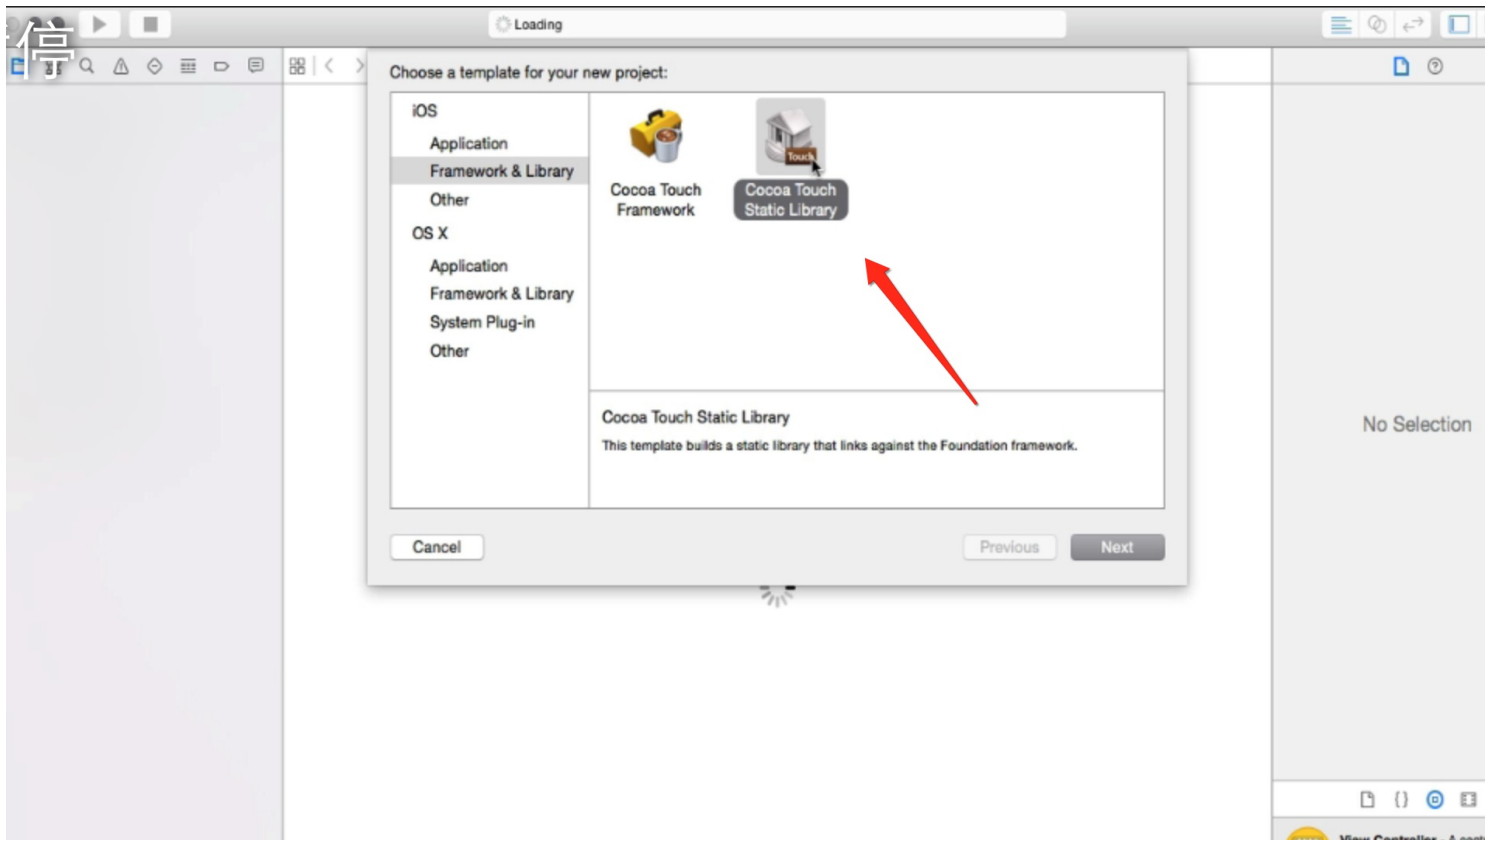 停
Loading
Choose a template for your new project:
iOS
Application
Framework & Library
Other
OS X
Application
Framework & Library
System Plug-in
Other
Touch
Cocoa Touch
Framework
Cocoa Touch
Static Library
Cocoa Touch Static Library
This template builds a static library that links against the Foundation framework.
Cancel
Previous
Next
No Selection
View Controller - A